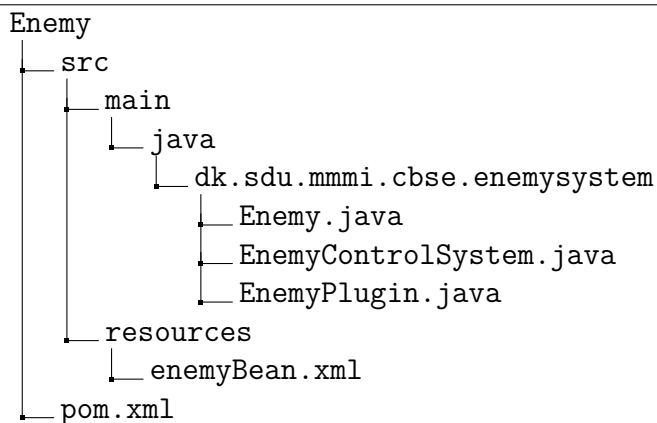 Enemy
src
main
java
dk.sdu.mmmi.cbse.enemysystem
Enemy.java
EnemyControlSystem.java
EnemyPlugin.java
resources
enemyBean.xml
pom.xml